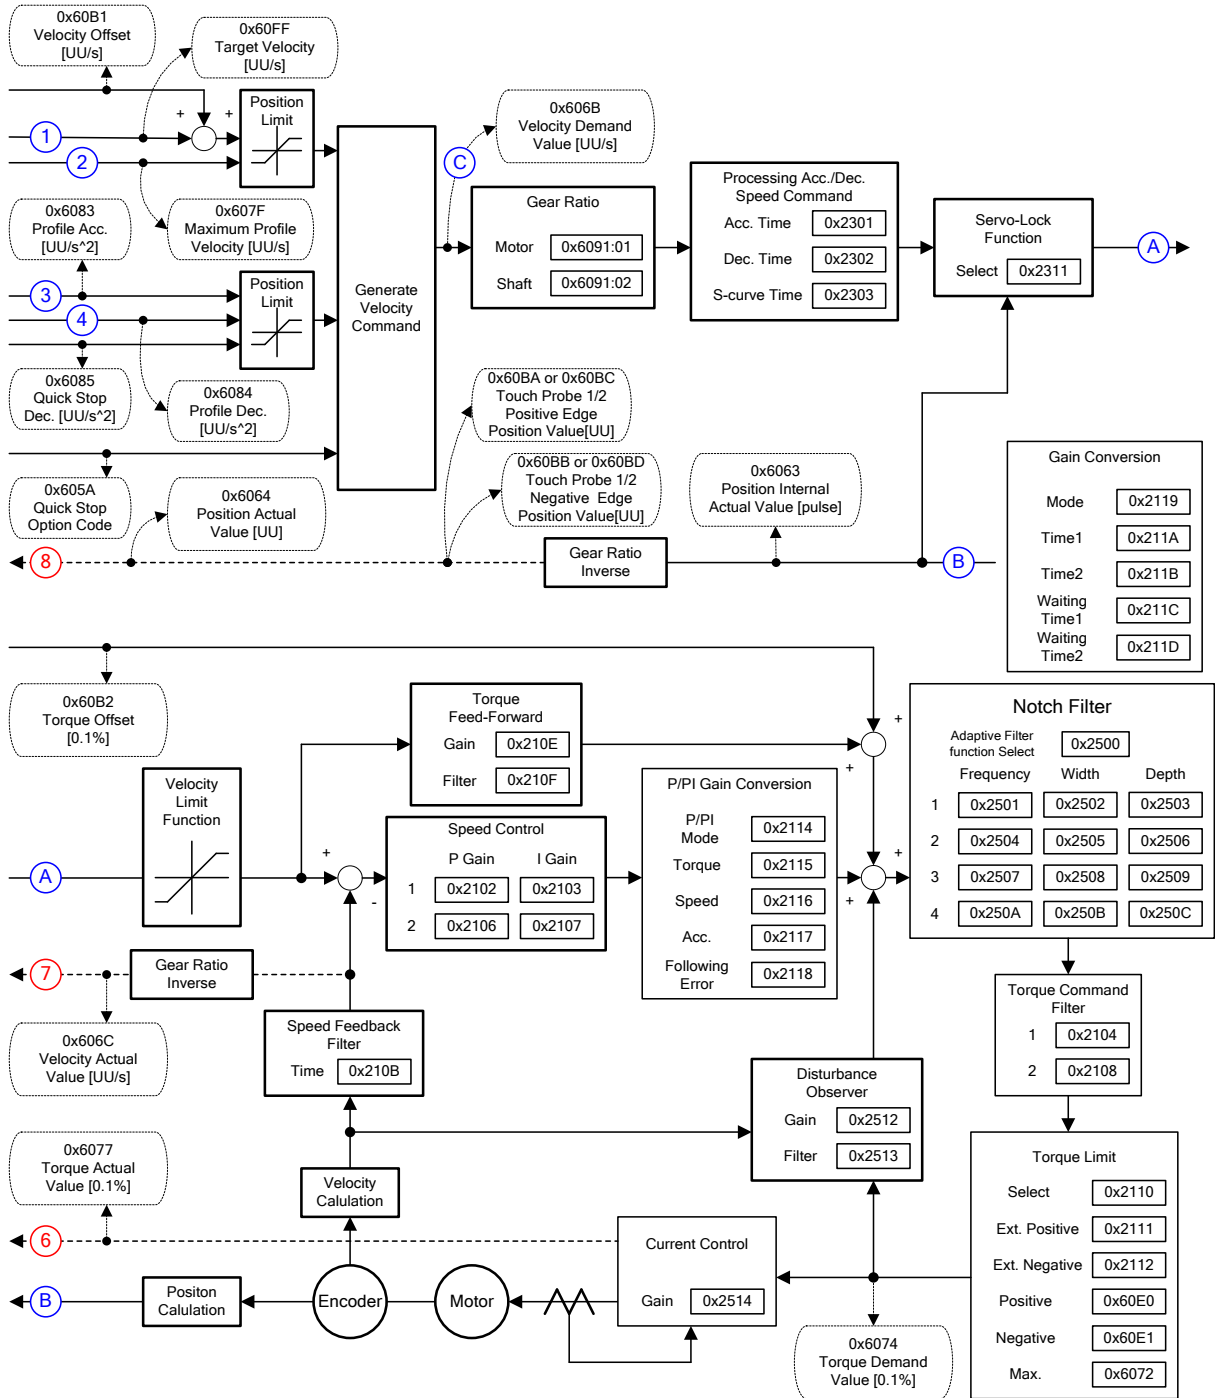 0x60B1
Velocity Offset
[UU/s]
0x60FF
Target Velocity
[UU/s]
+
+
Position
Limit
1
2
0x606B
Velocity Demand
Value [UU/s]
C
0x6083
Profile Acc.
[UU/s^2]
0x607F
Maximum Profile
Velocity [UU/s]
Gear Ratio
Motor 0x6091:01
Shaft 0x6091:02
Processing Acc./Dec.
Speed Command
Acc. Time 0x2301
Dec. Time 0x2302
S-curve Time 0x2303
Servo-Lock
Function
Select 0x2311
A
3
4
Position
Limit
Generate
Velocity
Command
0x6085
Quick Stop
Dec. [UU/s^2]
0x6084
Profile Dec.
[UU/s^2]
0x60BA or 0x60BC
Touch Probe 1/2
Positive Edge
Position Value[UU]
0x60BB or 0x60BD
Touch Probe 1/2
Negative Edge
Position Value[UU]
0x6063
Position Internal
Actual Value [pulse]
0x605A
Quick Stop
Option Code
0x6064
Position Actual
Value [UU]
8
Gear Ratio
Inverse
B
Gain Conversion
Mode 0x2119
Time1 0x211A
Time2 0x211B
Waiting
Time1 0x211C
Waiting
Time2 0x211D
0x60B2
Torque Offset
[0.1%]
Torque
Feed-Forward
Gain 0x210E
Filter 0x210F
+
+
Notch Filter
Adaptive Filter
function Select 0x2500
Frequency Width Depth
1 0x2501 0x2502 0x2503
2 0x2504 0x2505 0x2506
3 0x2507 0x2508 0x2509
4 0x250A 0x250B 0x250C
A
Velocity
Limit
Function
+
-
Speed Control
P Gain I Gain
1 0x2102 0x2103
2 0x2106 0x2107
P/PI Gain Conversion
P/PI
Mode 0x2114
Torque 0x2115
Speed 0x2116
Acc. 0x2117
Following
Error 0x2118
+
+
7
Gear Ratio
Inverse
0x606C
Velocity Actual
Value [UU/s]
Speed Feedback
Filter
Time 0x210B
Torque Command
Filter
1 0x2104
2 0x2108
Disturbance
Observer
Gain 0x2512
Filter 0x2513
0x6077
Torque Actual
Value [0.1%]
Velocity
Calulation
6
Current Control
Gain 0x2514
Torque Limit
Select 0x2110
Ext. Positive 0x2111
Ext. Negative 0x2112
Positive 0x60E0
Negative 0x60E1
Max. 0x6072
B
Positon
Calulation
Encoder
Motor
0x6074
Torque Demand
Value [0.1%]